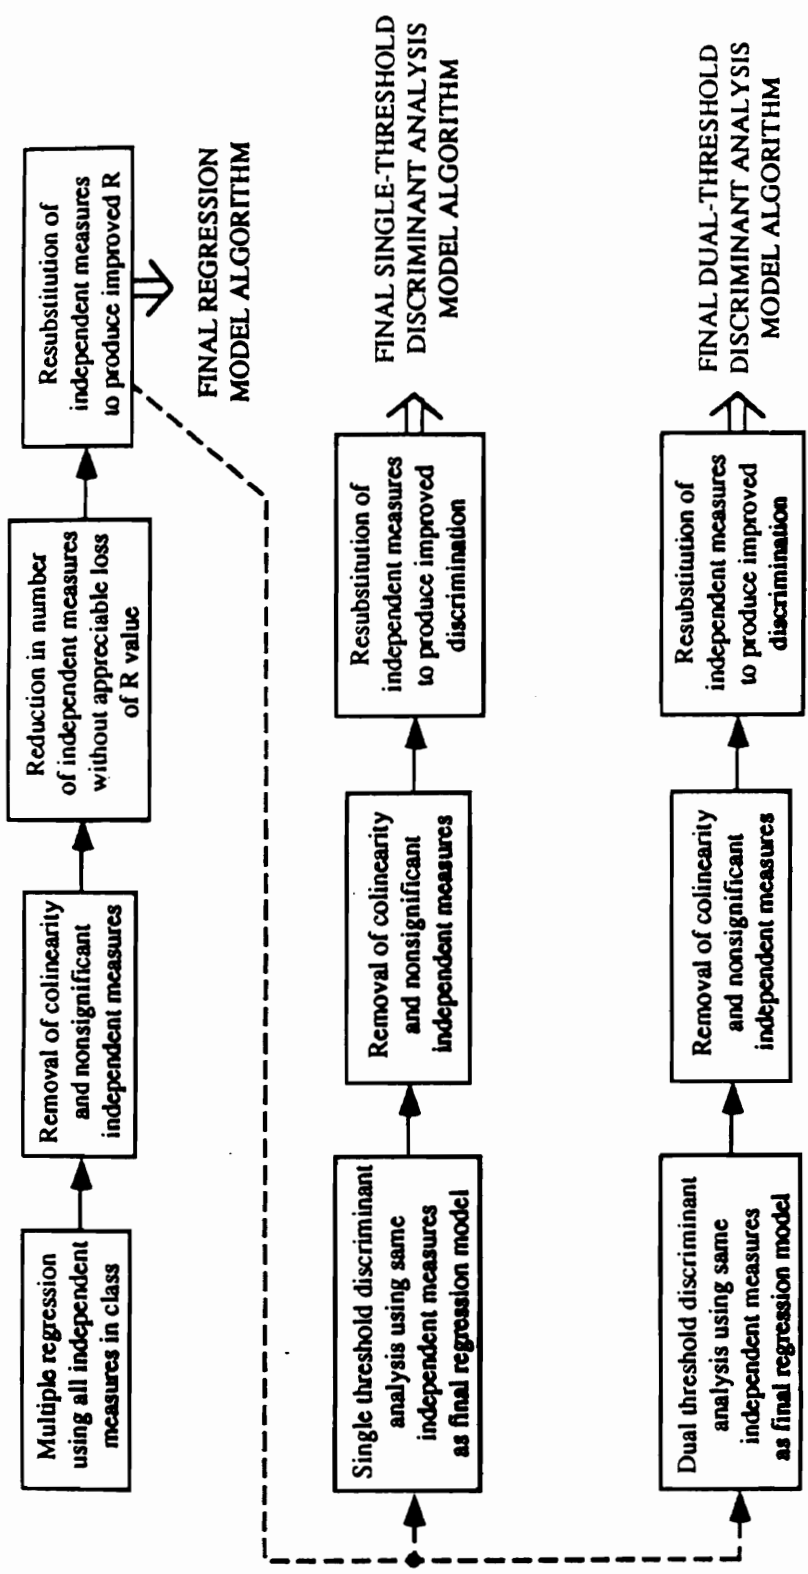 Multiple regression
using all independent
measures in class
Removal of colinearity
and nonsignificant
independent measures
Reduction in number
of independent measures
without appreciable loss
of R value
Resubstitution of
independent measures
to produce improved R
FINAL REGRESSION
MODEL ALGORITHM
Single threshold discriminant
analysis using same
independent measures
as final regression model
Removal of colinearity
and nonsignificant
independent measures
Resubstitution of
independent measures
to produce improved
discrimination
FINAL SINGLE-THRESHOLD
DISCRIMINANT ANALYSIS
MODEL ALGORITHM
Dual threshold discriminant
analysis using same
independent measures
as final regression model
Removal of colinearity
and nonsignificant
independent measures
Resubstitution of
independent measures
to produce improved
discrimination
FINAL DUAL-THRESHOLD
DISCRIMINANT ANALYSIS
MODEL ALGORITHM